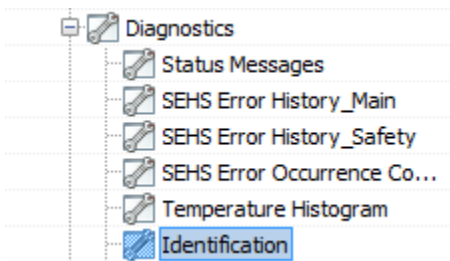 Diagnostics
Status Messages
SEHS Error History_Main
SEHS Error History_Safety
SEHS Error Occurrence Co...
Temperature Histogram
Identification